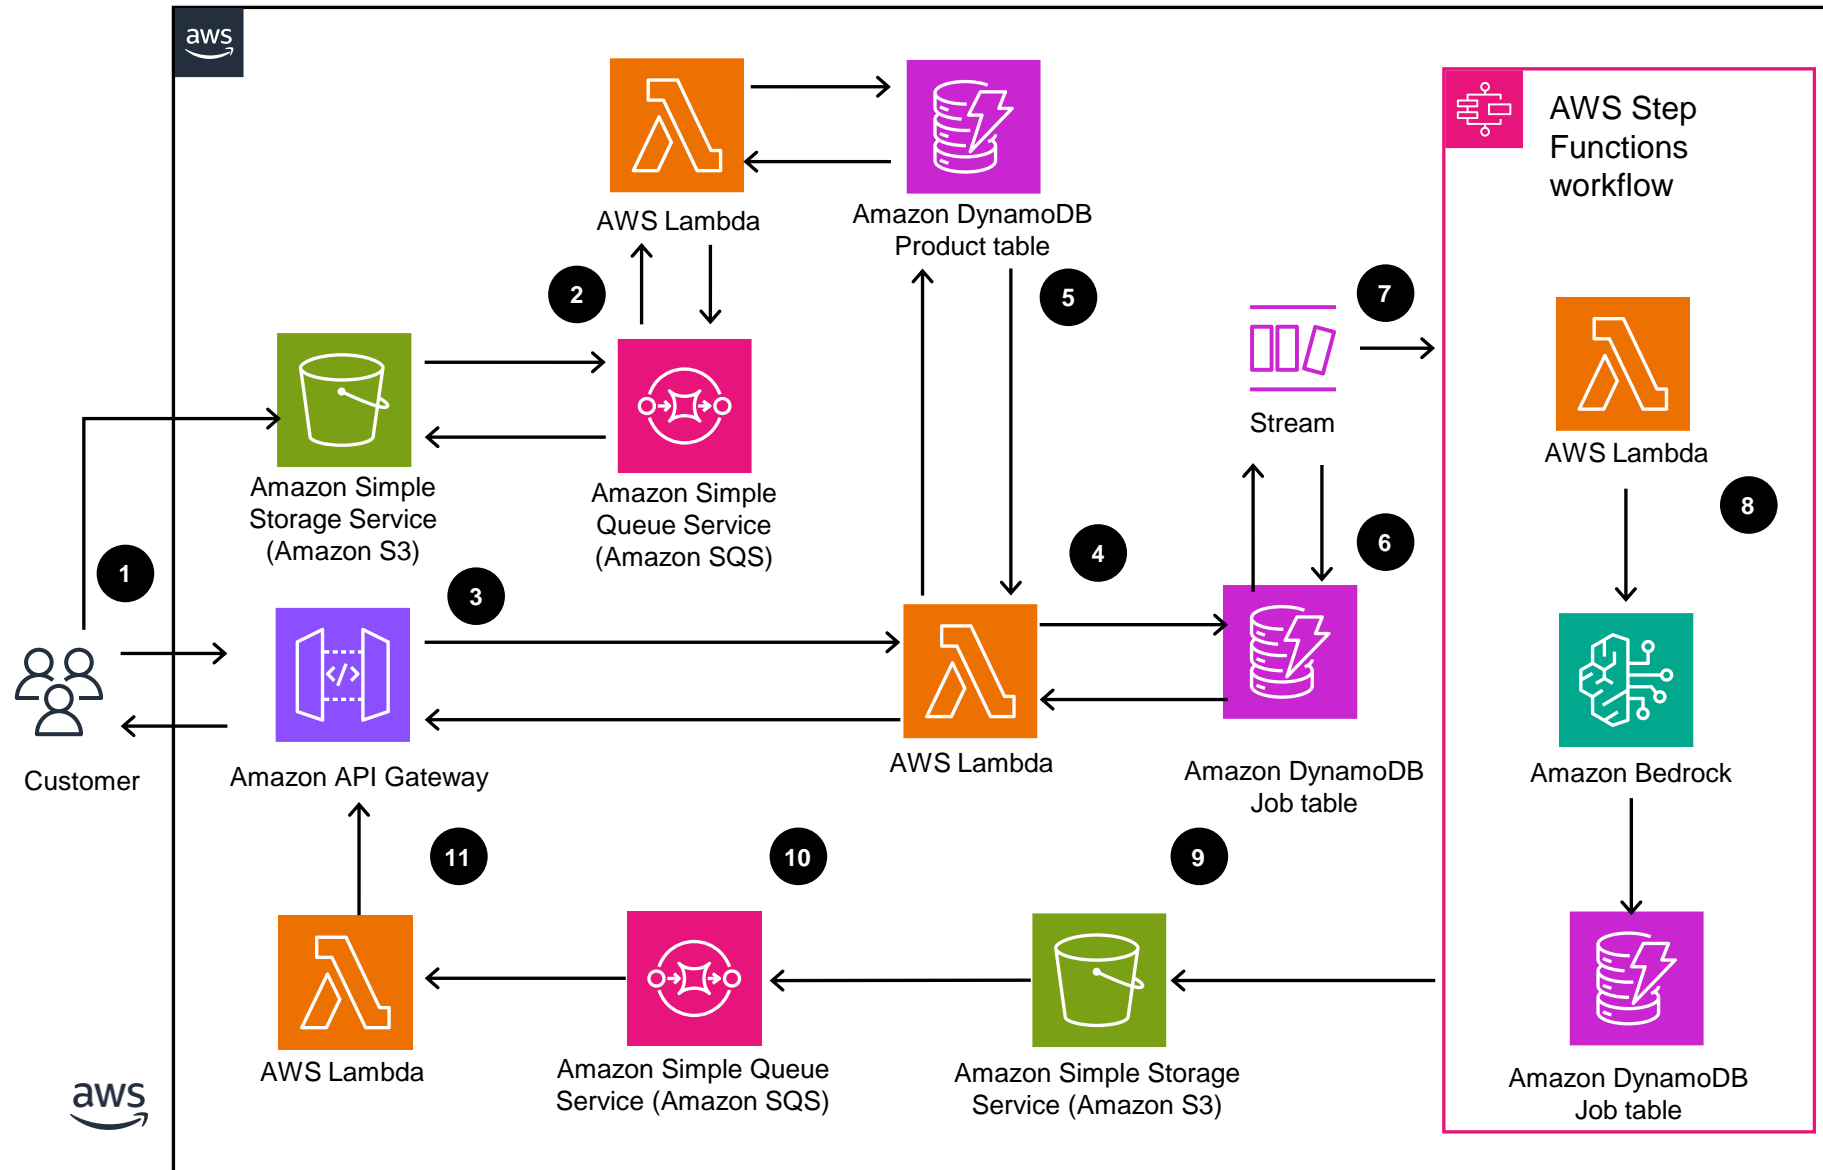 aws
AWS Step
Functions
workflow
AWS Lambda
Amazon DynamoDB
Product table
2
5
7
Stream
AWS Lambda
Amazon Simple
Storage Service
(Amazon S3)
Amazon Simple
Queue Service
(Amazon SQS)
8
1
3
4
6
</>
Customer
Amazon API Gateway
AWS Lambda
Amazon DynamoDB
Job table
Amazon Bedrock
11
10
9
AWS Lambda
Amazon Simple Queue
Service (Amazon SQS)
Amazon Simple Storage
Service (Amazon S3)
Amazon DynamoDB
Job table
aws